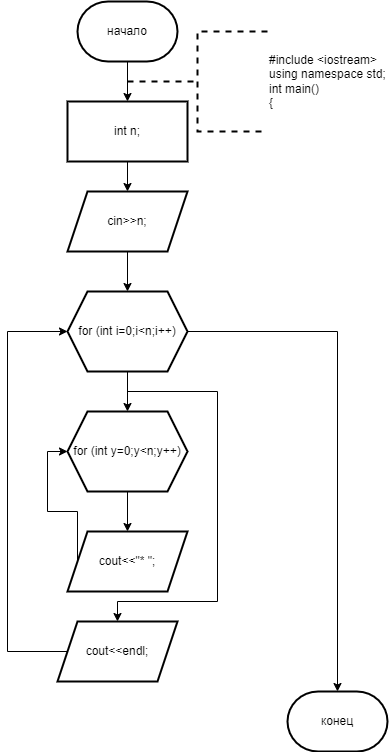 начало
#include <iostream>
using namespace std;
int main()
{
int n;
cin>>n;
for (int i=0;i<n;i++)
for (int y=0;y<n;y++)
cout<<"* ";
cout<<endl;
конец